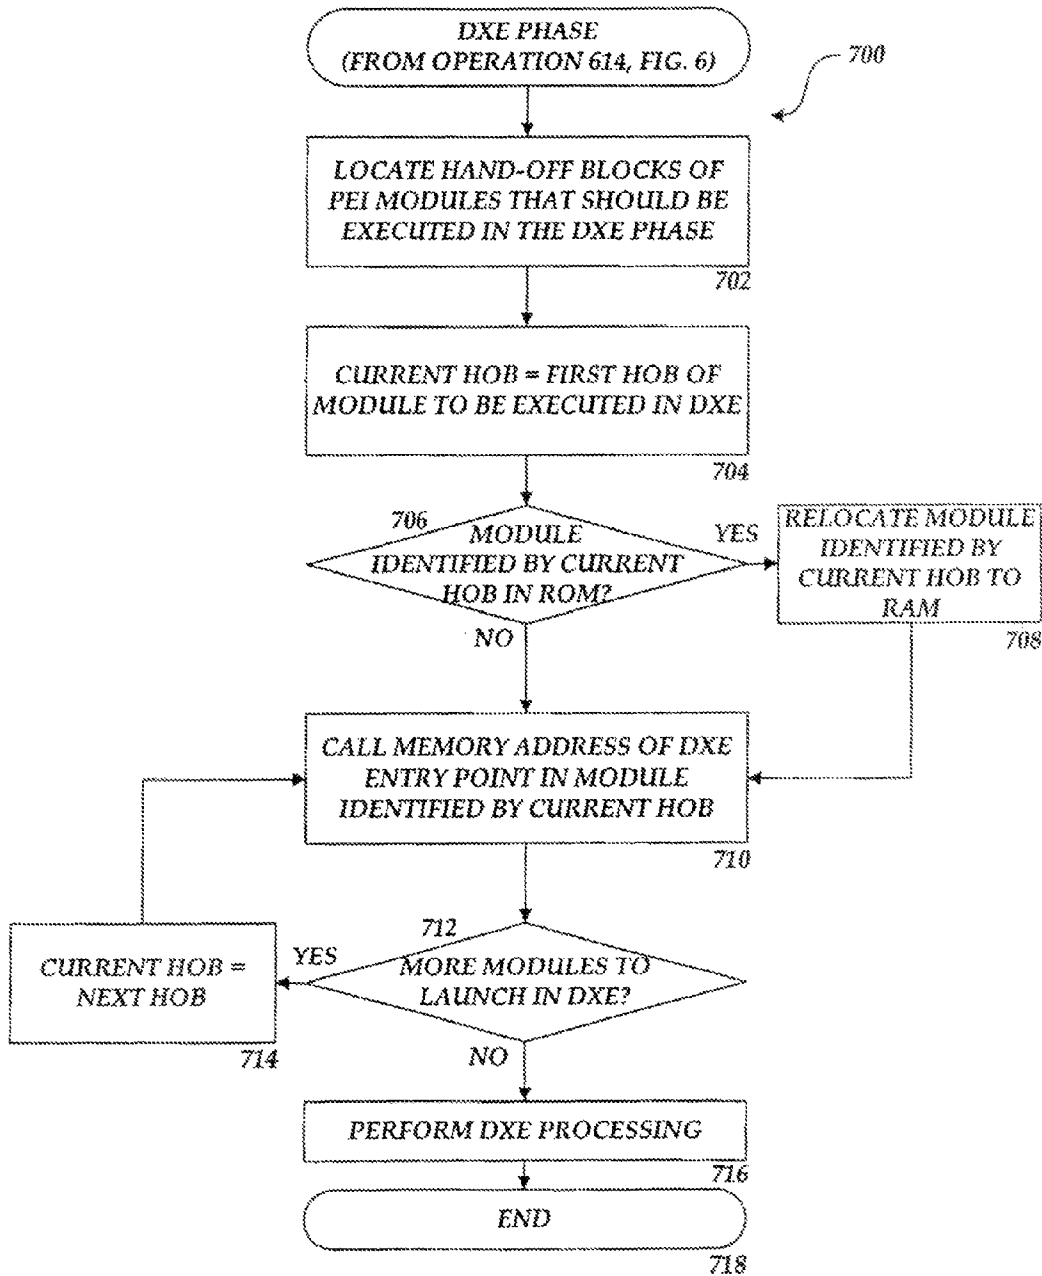 DXE PHASE
(FROM OPERATION 614, FIG. 6)
700
LOCATE HAND-OFF BLOCKS OF
PEI MODULES THAT SHOULD BE
EXECUTED IN THE DXE PHASE
702
CURRENT HOB = FIRST HOB OF
MODULE TO BE EXECUTED IN DXE
704
706
MODULE
IDENTIFIED BY CURRENT
HOB IN ROM?
YES
RELOCATE MODULE
IDENTIFIED BY
CURRENT HOB TO
RAM
708
NO
CALL MEMORY ADDRESS OF DXE
ENTRY POINT IN MODULE
IDENTIFIED BY CURRENT HOB
710
712
MORE MODULES TO
LAUNCH IN DXE?
YES
CURRENT HOB =
NEXT HOB
714
NO
PERFORM DXE PROCESSING
716
END
718